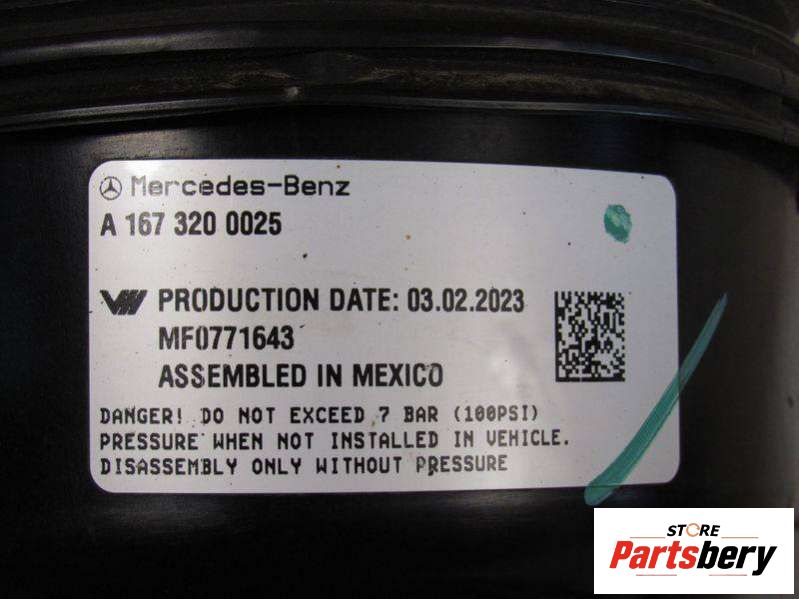 Mercedes-Benz
A 167 320 0025
PRODUCTION DATE: 03.02.2023
MF0771643
ASSEMBLED IN MEXICO
DANGER! DO NOT EXCEED 7 BAR (100PSI)
PRESSURE WHEN NOT INSTALLED IN VEHICLE.
DISASSEMBLY ONLY WITHOUT PRESSURE
STORE
Partsbery